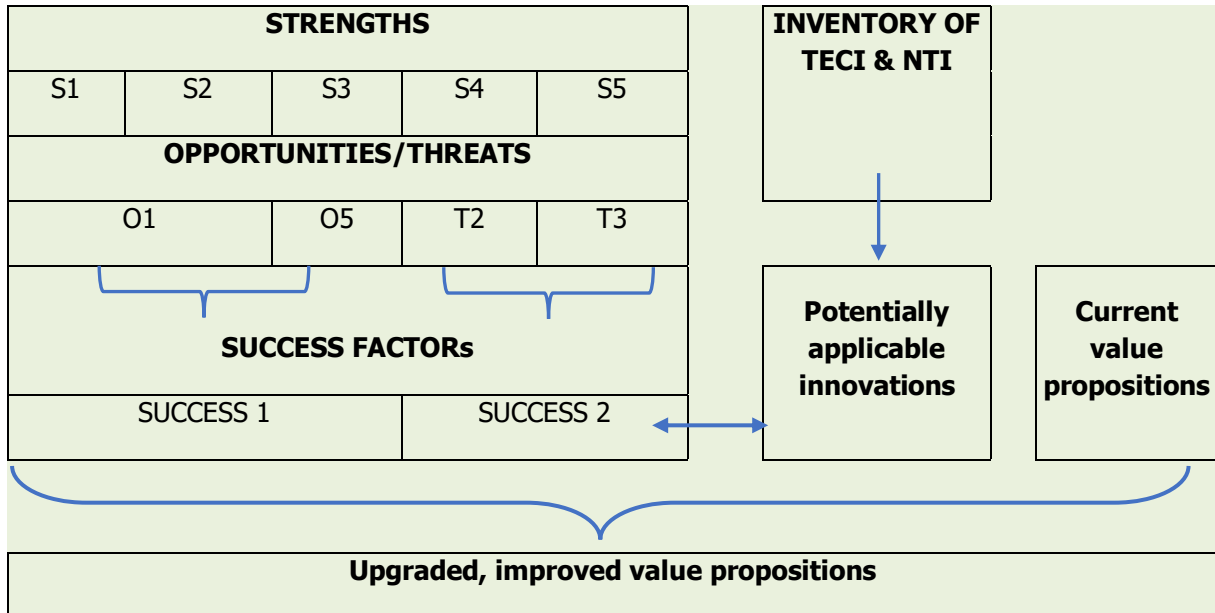 STRENGTHS
INVENTORY OF
TECI & NTI
S1 S2 S3 S4 S5
OPPORTUNITIES/THREATS
O1 O5 T2 T3
SUCCESS FACTORs
Potentially
applicable
innovations
Current
value
propositions
SUCCESS 1 SUCCESS 2
Upgraded, improved value propositions